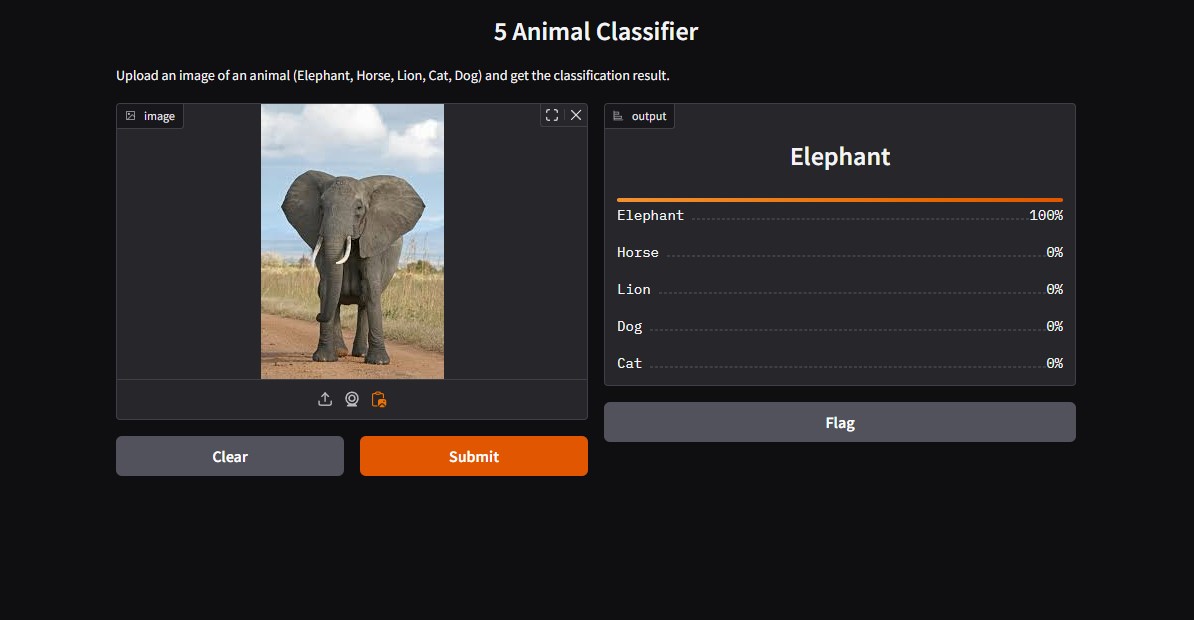 5 Animal Classifier
Upload an image of an animal (Elephant, Horse, Lion, Cat, Dog) and get the classification result.
image
Clear
Submit
output
Elephant
Elephant 100%
Horse 0%
Lion 0%
Dog 0%
Cat 0%
Flag